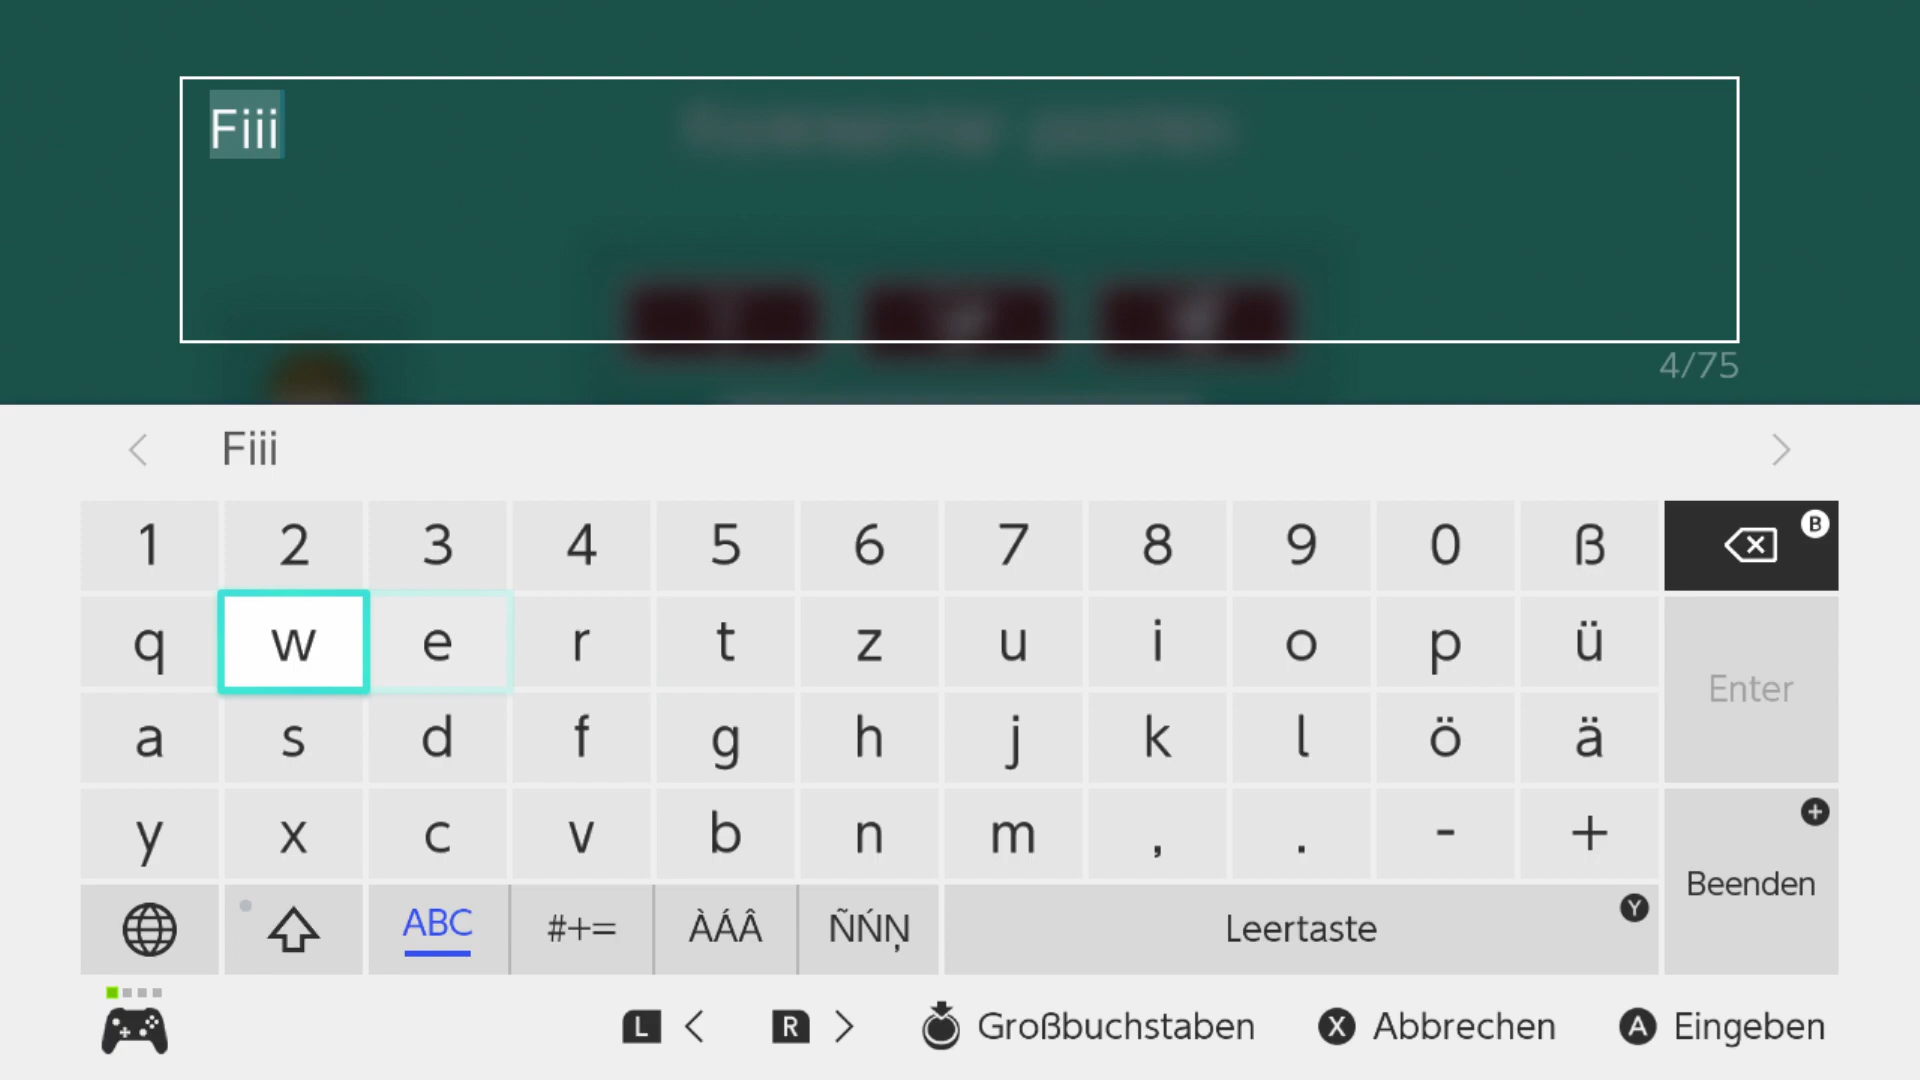 Fiii
4/75
Fiii
1 2 3 4 5 6 7 8 9 0 ß B
q w e r t z u i o p ü Enter
a s d f g h j k l ö ä
y x c v b n m , . - + Beenden
ABC #+= ÀÁÂ ÑŃŅ Leertaste Y
L < R > Großbuchstaben X Abbrechen A Eingeben